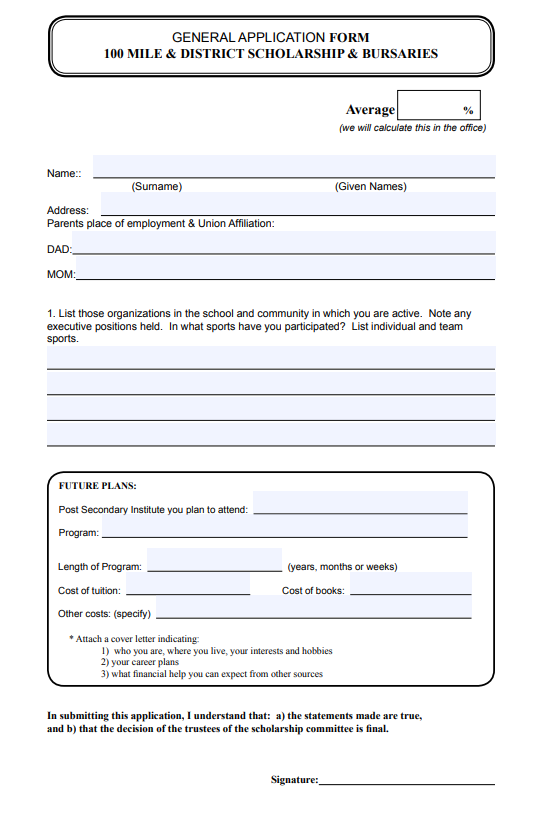 GENERAL APPLICATION FORM
100 MILE & DISTRICT SCHOLARSHIP & BURSARIES
Average %
(we will calculate this in the office)
Name::
(Surname) (Given Names)
Address:
Parents place of employment & Union Affiliation:
DAD:
MOM:
1. List those organizations in the school and community in which you are active. Note any
executive positions held. In what sports have you participated? List individual and team
sports.
FUTURE PLANS:
Post Secondary Institute you plan to attend:
Program:
Length of Program: (years, months or weeks)
Cost of tuition: Cost of books:
Other costs: (specify)
* Attach a cover letter indicating:
1) who you are, where you live, your interests and hobbies
2) your career plans
3) what financial help you can expect from other sources
In submitting this application, I understand that: a) the statements made are true,
and b) that the decision of the trustees of the scholarship committee is final.
Signature: